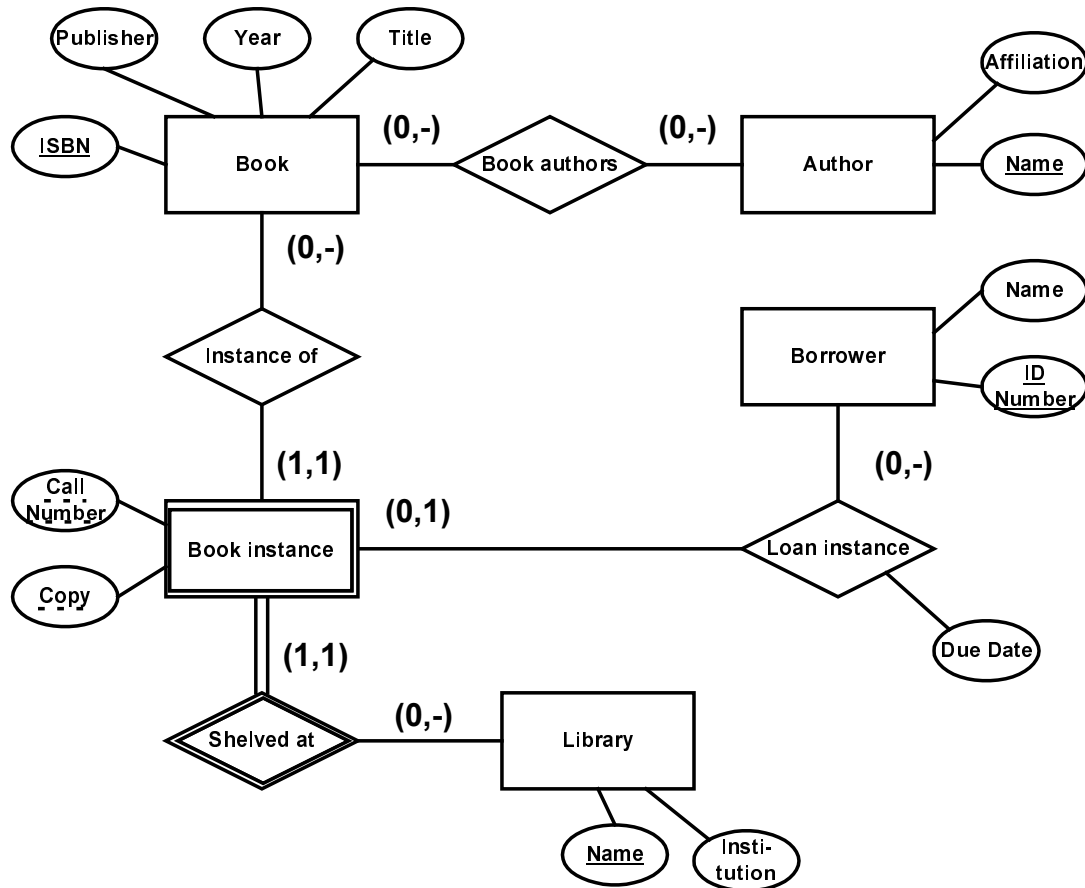 Publisher
Year
Title
Affiliation
ISBN
Book
(0,-)
Book authors
(0,-)
Author
Name
(0,-)
Name
Instance of
Borrower
ID
Number
(1,1)
(0,-)
Call
Number
(0,1)
Book instance
Loan instance
Copy
Due Date
(1,1)
(0,-)
Shelved at
Library
Name
Insti-
tution